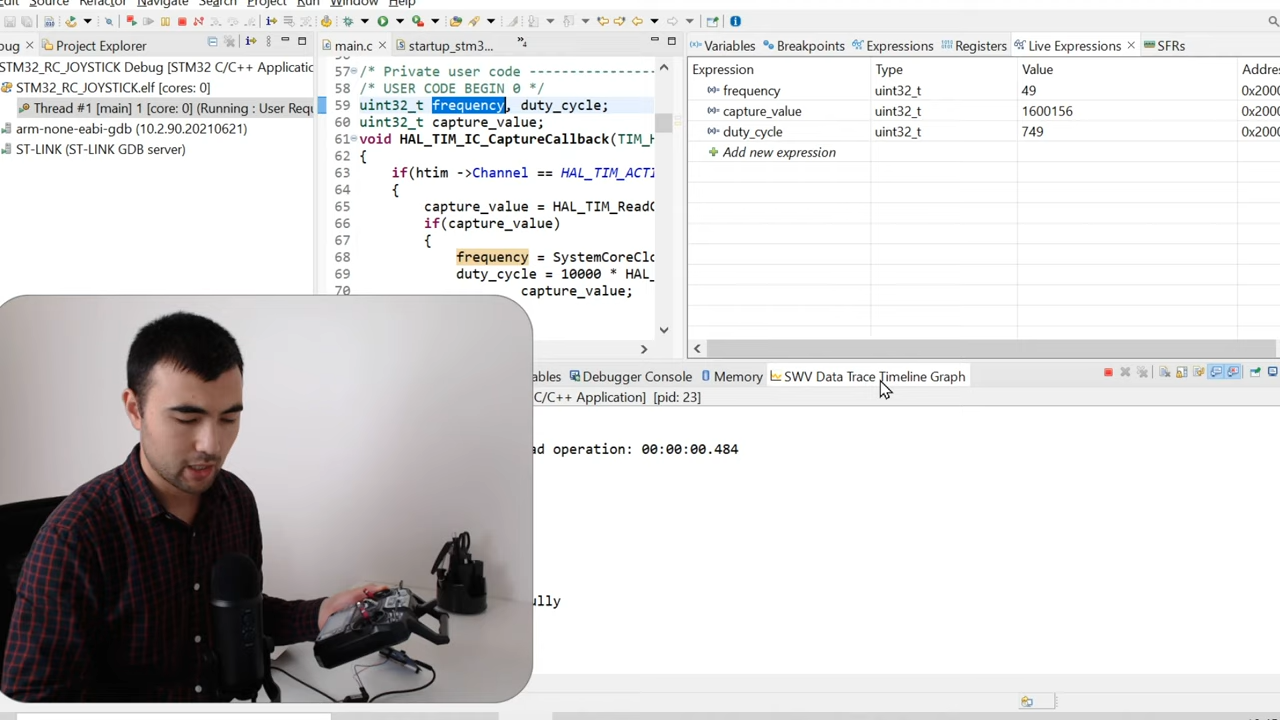 Source Refactor Navigate Search Project Run Window Help
Project Explorer
STM32_RC_JOYSTICK Debug [STM32 C/C++ Applicatio
STM32_RC_JOYSTICK.elf [cores: 0]
Thread #1 [main] 1 [core: 0] (Running : User Requ
arm-none-eabi-gdb (10.2.90.20210621)
ST-LINK (ST-LINK GDB server)
main.c startup_stm3...
57 /* Private user code ----------------
58 /* USER CODE BEGIN 0 */
59 uint32_t frequency, duty_cycle;
60 uint32_t capture_value;
61 void HAL_TIM_IC_CaptureCallback(TIM_H
62 {
63 if(htim ->Channel == HAL_TIM_ACTI
64 {
65 capture_value = HAL_TIM_ReadC
66 if(capture_value)
67 {
68 frequency = SystemCoreClo
69 duty_cycle = 10000 * HAL_
70 capture_value;
Variables Breakpoints Expressions Registers Live Expressions SFRs
Expression Type Value Addres
frequency uint32_t 49 0x2000
capture_value uint32_t 1600156 0x2000
duty_cycle uint32_t 749 0x2000
Add new expression
ables Debugger Console Memory SWV Data Trace Timeline Graph
C/C++ Application] [pid: 23]
ad operation: 00:00:00.484
ully